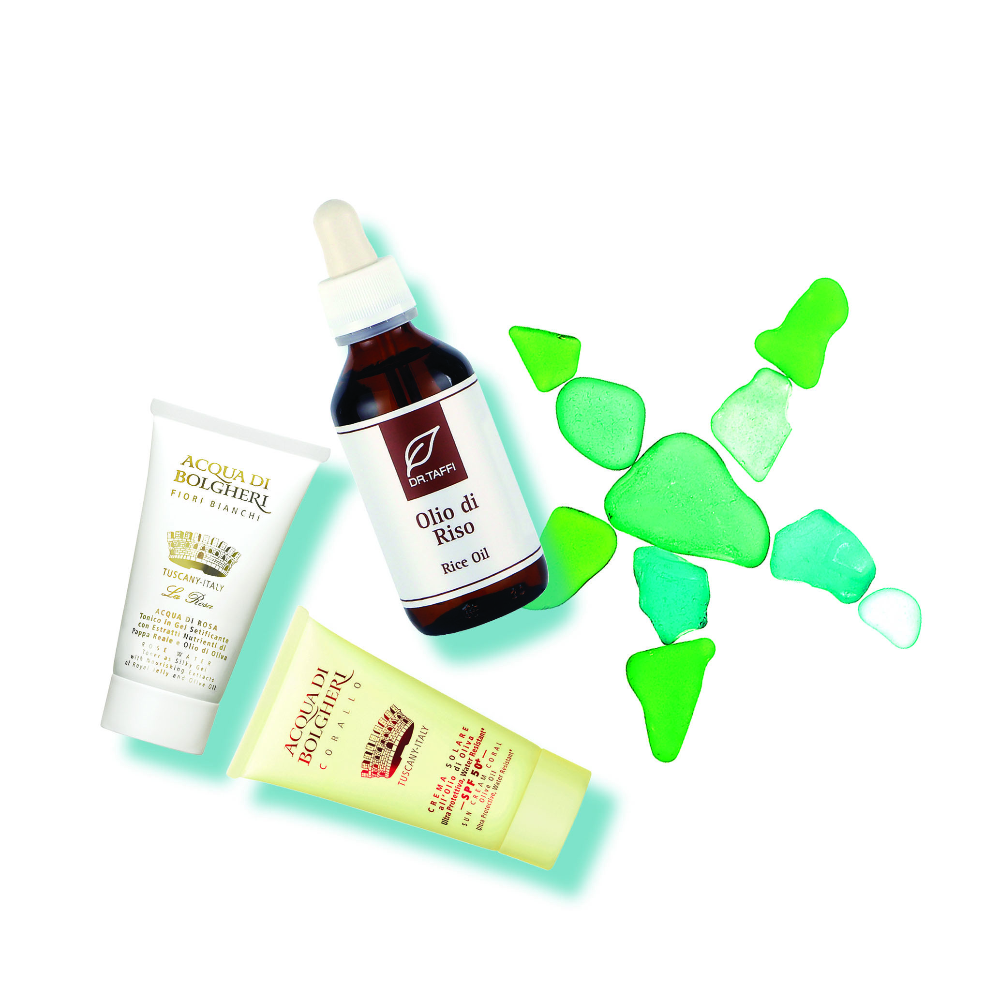 DR.TAFFI
Olio di
Riso
Rice Oil
ACQUA DI
BOLGHERI
FIORI BIANCHI
TUSCANY-ITALY
La Rosa
ACQUA DI ROSA
Tonico in Gel Setificante
con Estratti Nutrienti di
Pappa Reale e Olio di Oliva
ROSE WATER
Toner as Silky Gel
with Nourishing Extracts
of Royal Jelly and Olive Oil
ACQUA DI
BOLGHERI
CORALLO
TUSCANY-ITALY
CREMA SOLARE
all'Olio di Oliva
Ultra Protettiva, Water Resistant*
—SPF 50+—
SUN CREAM CORAL
Olive Oil
Ultra Protective, Water Resistant*